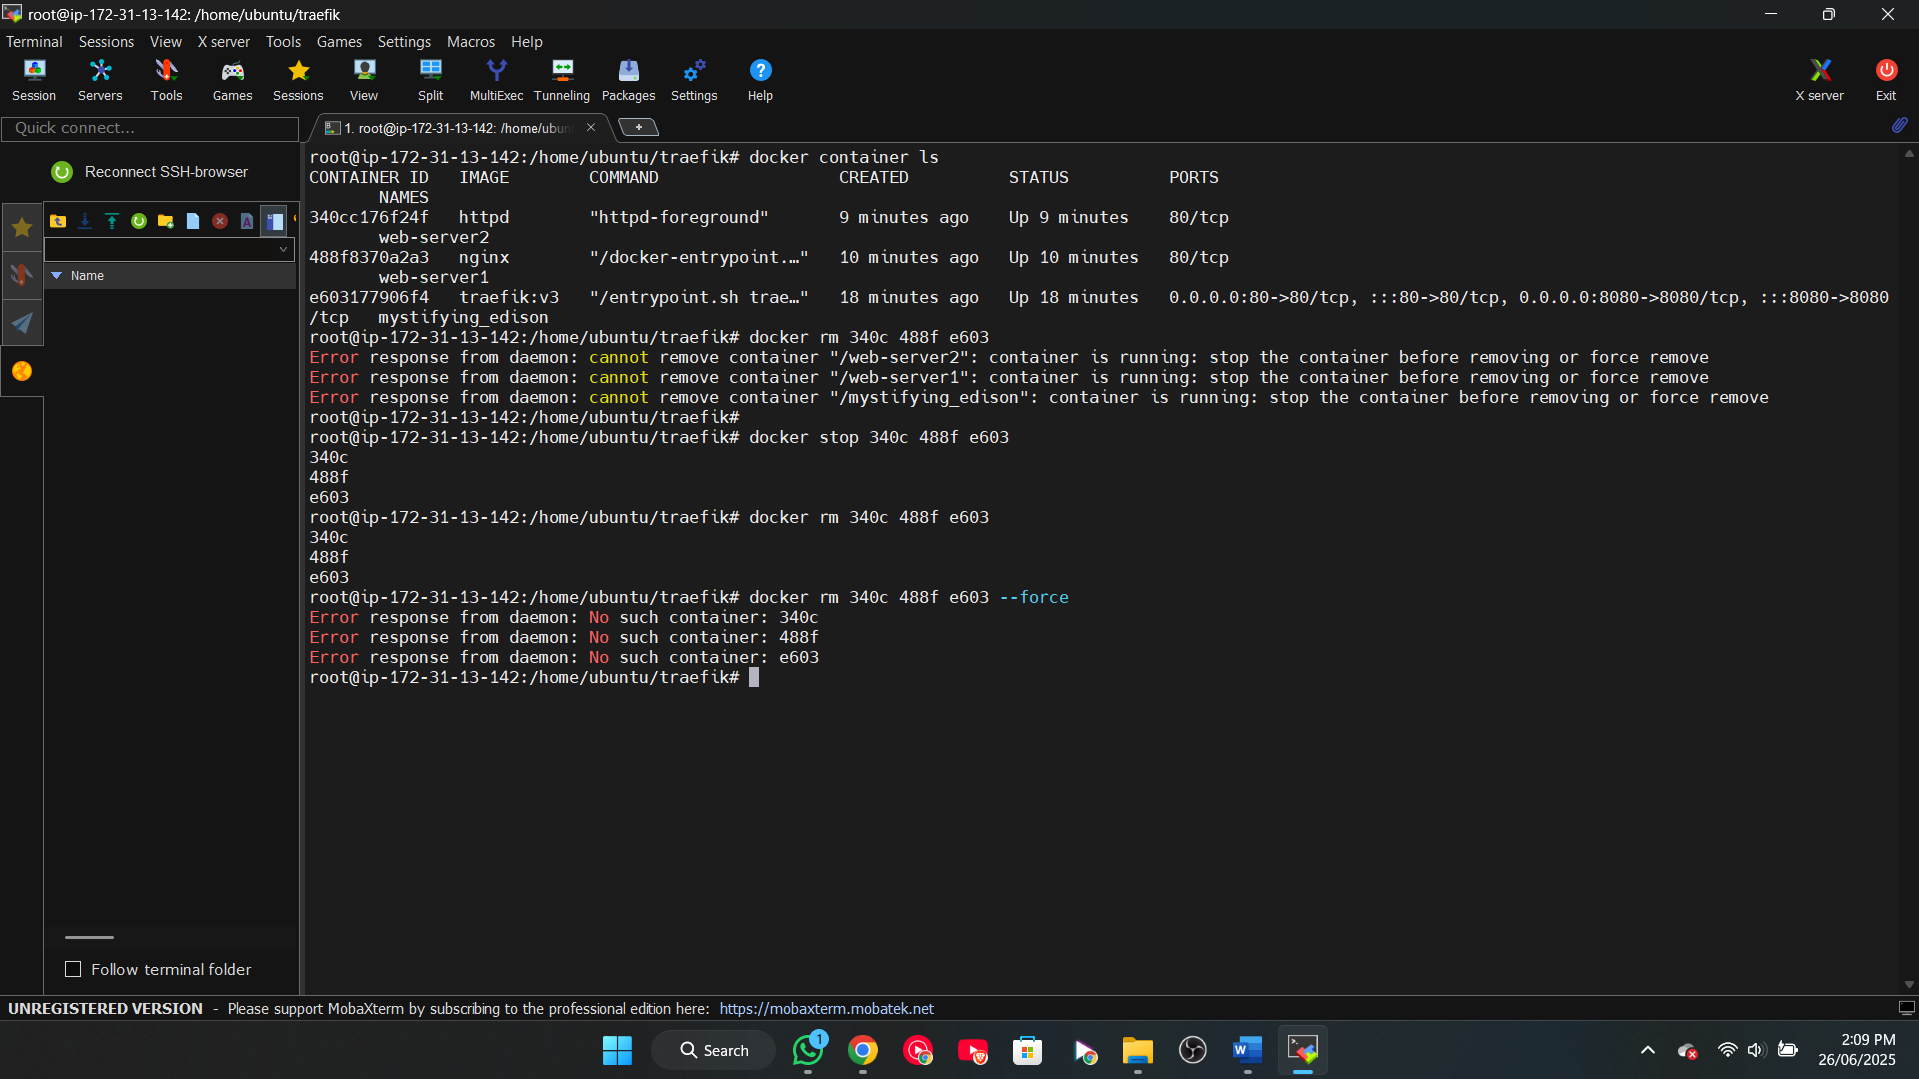 root@ip-172-31-13-142: /home/ubuntu/traefik
Terminal Sessions View X server Tools Games Settings Macros Help
Session Servers Tools Games Sessions View Split MultiExec Tunneling Packages Settings Help X server Exit
Quick connect...
1. root@ip-172-31-13-142: /home/ubun
Reconnect SSH-browser
Name
root@ip-172-31-13-142:/home/ubuntu/traefik# docker container ls
CONTAINER ID   IMAGE        COMMAND                  CREATED          STATUS          PORTS
NAMES
340cc176f24f   httpd        "httpd-foreground"       9 minutes ago    Up 9 minutes    80/tcp
web-server2
488f8370a2a3   nginx        "/docker-entrypoint.…"   10 minutes ago   Up 10 minutes   80/tcp
web-server1
e603177906f4   traefik:v3   "/entrypoint.sh trae…"   18 minutes ago   Up 18 minutes   0.0.0.0:80->80/tcp, :::80->80/tcp, 0.0.0.0:8080->8080/tcp, :::8080->8080
/tcp   mystifying_edison
root@ip-172-31-13-142:/home/ubuntu/traefik# docker rm 340c 488f e603
Error response from daemon: cannot remove container "/web-server2": container is running: stop the container before removing or force remove
Error response from daemon: cannot remove container "/web-server1": container is running: stop the container before removing or force remove
Error response from daemon: cannot remove container "/mystifying_edison": container is running: stop the container before removing or force remove
root@ip-172-31-13-142:/home/ubuntu/traefik#
root@ip-172-31-13-142:/home/ubuntu/traefik# docker stop 340c 488f e603
340c
488f
e603
root@ip-172-31-13-142:/home/ubuntu/traefik# docker rm 340c 488f e603
340c
488f
e603
root@ip-172-31-13-142:/home/ubuntu/traefik# docker rm 340c 488f e603 --force
Error response from daemon: No such container: 340c
Error response from daemon: No such container: 488f
Error response from daemon: No such container: e603
root@ip-172-31-13-142:/home/ubuntu/traefik#
Follow terminal folder
UNREGISTERED VERSION - Please support MobaXterm by subscribing to the professional edition here: https://mobaxterm.mobatek.net
Search
1
2:09 PM
26/06/2025